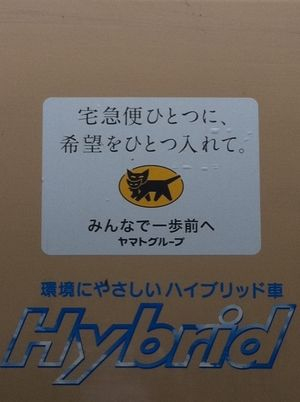 宅急便ひとつに、
希望をひとつ入れて。
みんなで一歩前へ
ヤマトグループ
環境にやさしいハイブリッド車
Hybrid